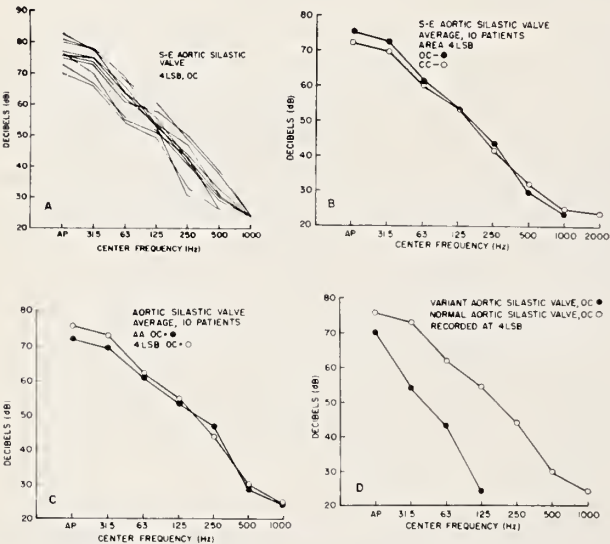 90
80
70
60
50
40
30
20
DECIBELS (dB)
S-E AORTIC SILASTIC
VALVE
4LSB, OC
A
AP 31.5 63 125 250 500 1000
CENTER FREQUENCY (Hz)
80
70
60
50
40
30
20
DECIBELS (dB)
S-E AORTIC SILASTIC VALVE
AVERAGE, 10 PATIENTS
AREA 4LSB
OC-●
CC-○
B
AP 31.5 63 125 250 500 1000 2000
CENTER FREQUENCY (Hz)
80
70
60
50
40
30
20
DECIBELS (dB)
AORTIC SILASTIC VALVE
AVERAGE, 10 PATIENTS
AA OC=●
4LSB OC=○
C
AP 31.5 63 125 250 500 1000
CENTER FREQUENCY (Hz)
80
70
60
50
40
30
20
DECIBELS (dB)
VARIANT AORTIC SILASTIC VALVE, OC ●
NORMAL AORTIC SILASTIC VALVE, OC ○
RECORDED AT 4LSB
D
AP 31.5 63 125 250 500 1000
CENTER FREQUENCY (Hz)